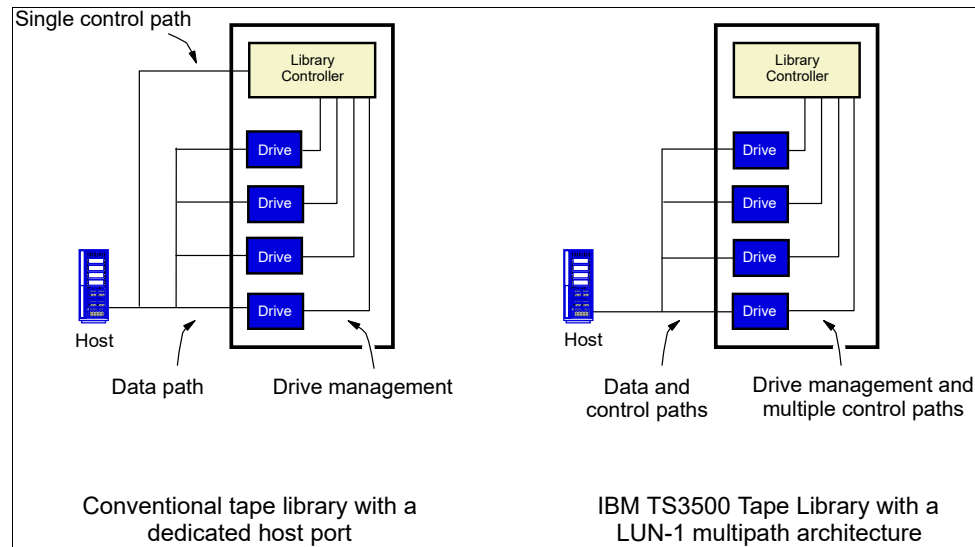 Single control path
Library
Controller
Drive
Drive
Drive
Drive
Host
Data path
Drive management
Conventional tape library with a
dedicated host port
Library
Controller
Drive
Drive
Drive
Drive
Host
Data and
control paths
Drive management and
multiple control paths
IBM TS3500 Tape Library with a
LUN-1 multipath architecture